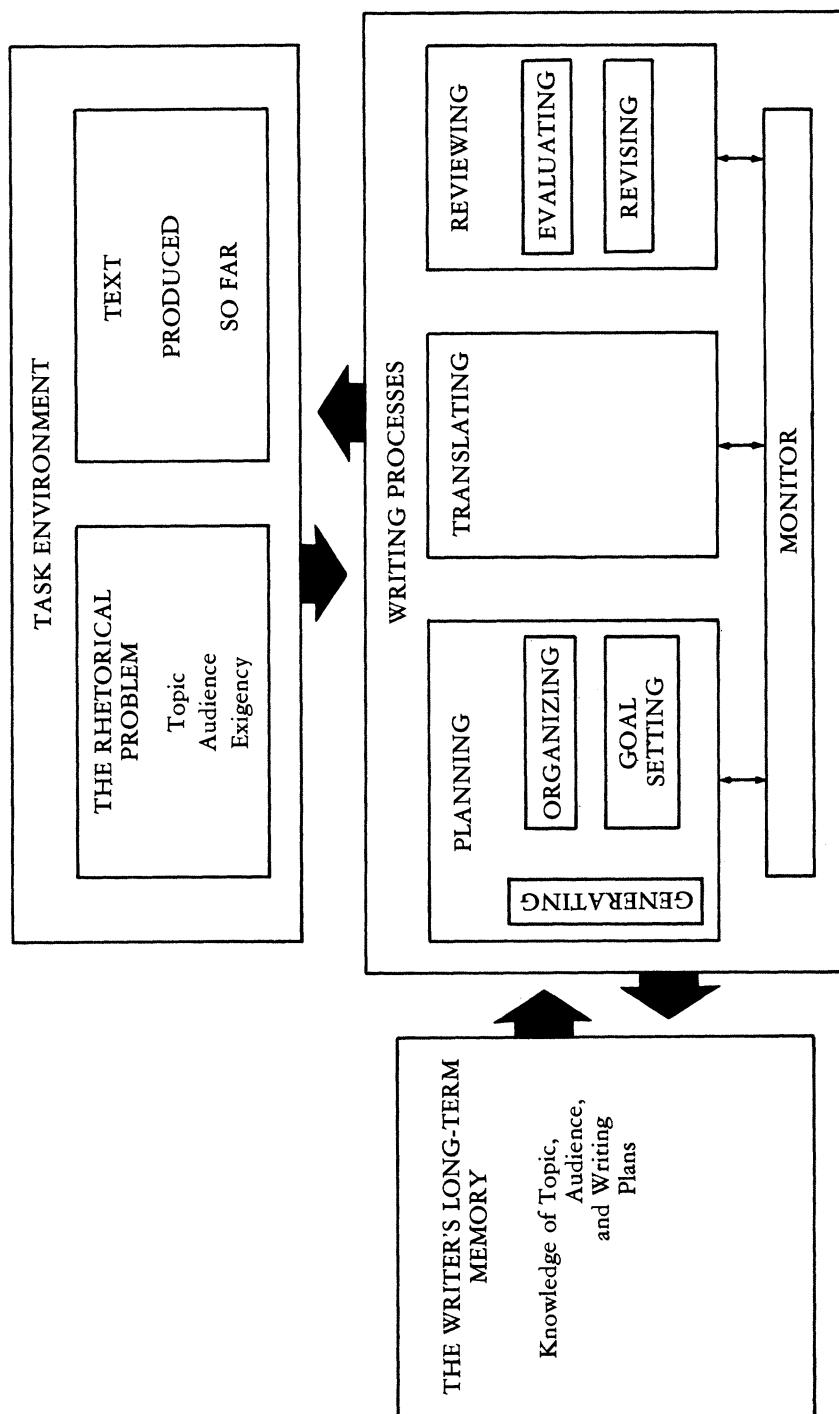 TASK ENVIRONMENT
THE RHETORICAL
PROBLEM
Topic
Audience
Exigency
TEXT
PRODUCED
SO FAR
THE WRITER'S LONG-TERM
MEMORY
Knowledge of Topic,
Audience,
and Writing
Plans
WRITING PROCESSES
PLANNING
GENERATING
ORGANIZING
GOAL
SETTING
TRANSLATING
REVIEWING
EVALUATING
REVISING
MONITOR